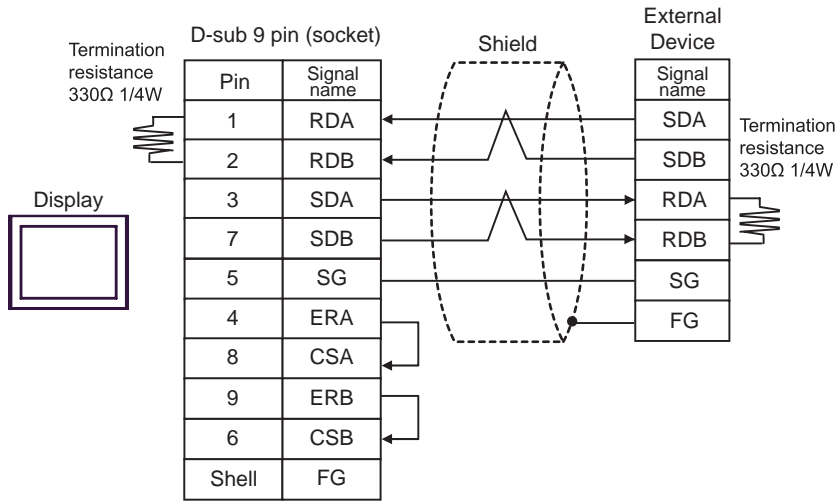 Termination
resistance
330Ω 1/4W
D-sub 9 pin (socket)
Shield
External
Device
Pin Signal name
1 RDA
2 RDB
3 SDA
7 SDB
5 SG
4 ERA
8 CSA
9 ERB
6 CSB
Shell FG
Display
Signal name
SDA
SDB
RDA
RDB
SG
FG
Termination
resistance
330Ω 1/4W